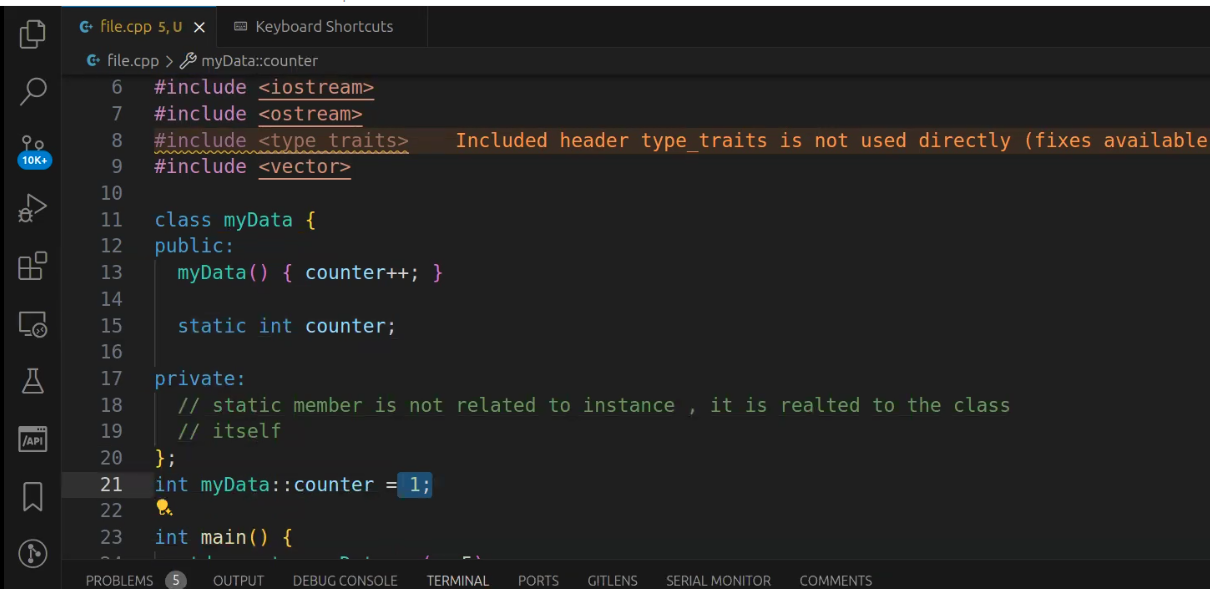 file.cpp 5, U
Keyboard Shortcuts
file.cpp > myData::counter
6 #include <iostream>
7 #include <ostream>
8 #include <type_traits> Included header type_traits is not used directly (fixes available
9 #include <vector>
10
11 class myData {
12 public:
13 myData() { counter++; }
14
15 static int counter;
16
17 private:
18 // static member is not related to instance , it is realted to the class
19 // itself
20 };
21 int myData::counter = 1;
22
23 int main() {
10K+
/API
PROBLEMS 5 OUTPUT DEBUG CONSOLE TERMINAL PORTS GITLENS SERIAL MONITOR COMMENTS